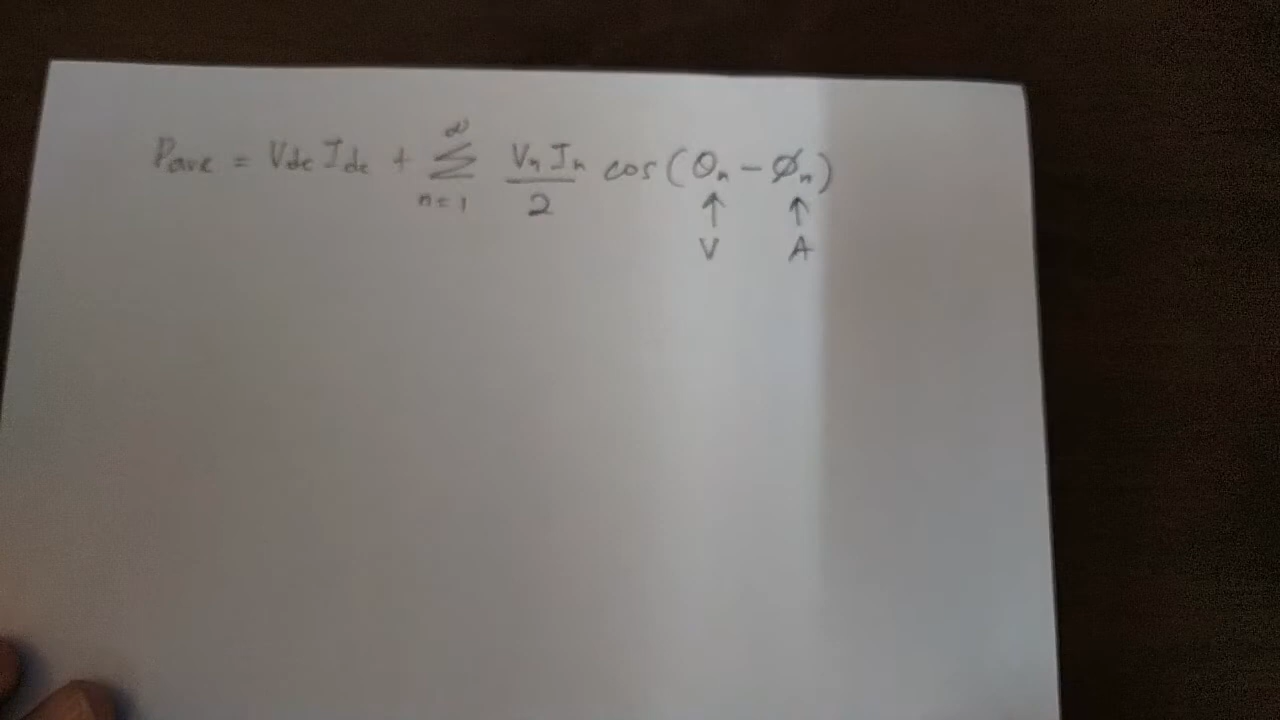 Pave = Vdc Idc + ∞ Σ n=1 Vn In / 2 cos(θn − ϕn)
↑ ↑
V A